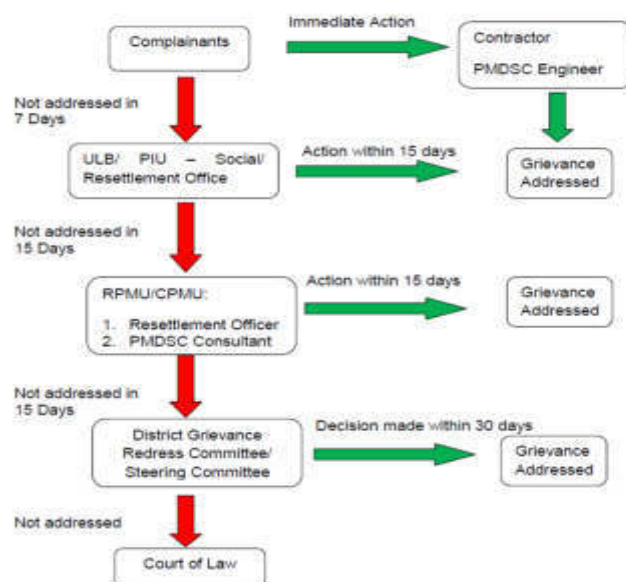 Immediate Action
Complainants
Contractor
PMDSC Engineer
Not addressed in
7 Days
ULB/ PIU – Social/
Resettlement Office
Action within 15 days
Grievance
Addressed
Not addressed in
15 Days
RPMU/CPMU:
1. Resettlement Officer
2. PMDSC Consultant
Action within 15 days
Grievance
Addressed
Not addressed in
15 Days
District Grievance
Redress Committee/
Steering Committee
Decision made within 30 days
Grievance
Addressed
Not addressed
Court of Law